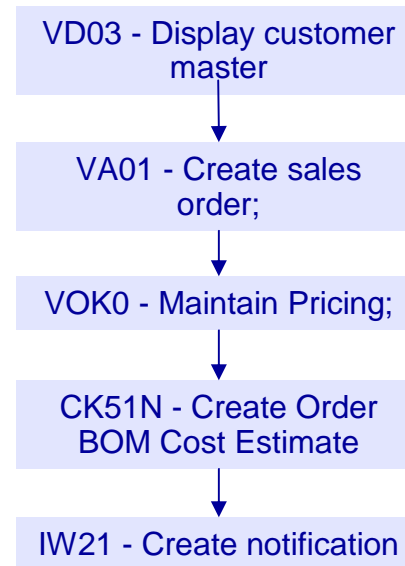 VD03 - Display customer
master
VA01 - Create sales
order;
VOK0 - Maintain Pricing;
CK51N - Create Order
BOM Cost Estimate
IW21 - Create notification